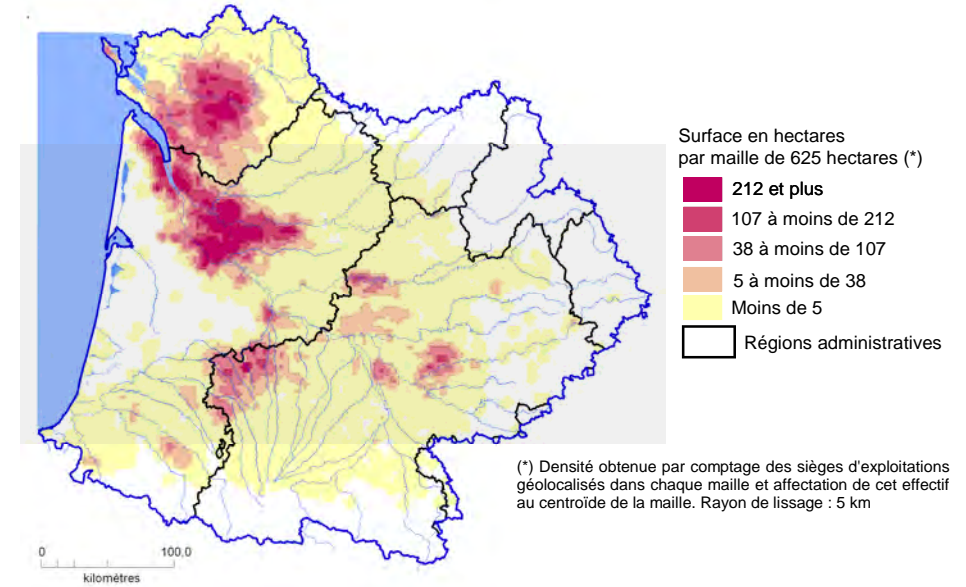 Surface en hectares
par maille de 625 hectares (*)
212 et plus
107 à moins de 212
38 à moins de 107
5 à moins de 38
Moins de 5
Régions administratives
(*) Densité obtenue par comptage des sièges d'exploitations
géolocalisés dans chaque maille et affectation de cet effectif
au centroïde de la maille. Rayon de lissage : 5 km
0 100,0
kilomètres